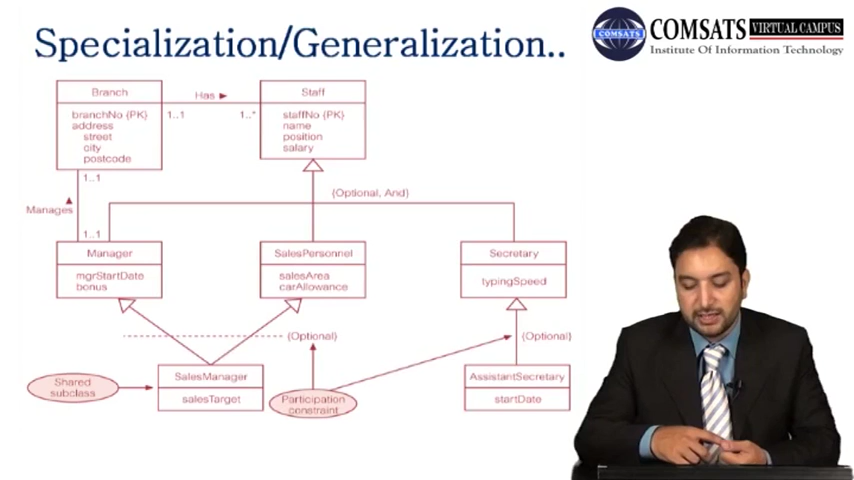 Specialization/Generalization..
COMSATS
COMSATS
VIRTUAL CAMPUS
Institute Of Information Technology
Branch
branchNo {PK}
address
street
city
postcode
Has
1..1
1..*
Staff
staffNo {PK}
name
position
salary
1..1
{Optional, And}
Manages
1..1
Manager
mgrStartDate
bonus
SalesPersonnel
salesArea
carAllowance
Secretary
typingSpeed
{Optional}
{Optional}
Shared
subclass
SalesManager
salesTarget
Participation
constraint
AssistantSecretary
startDate